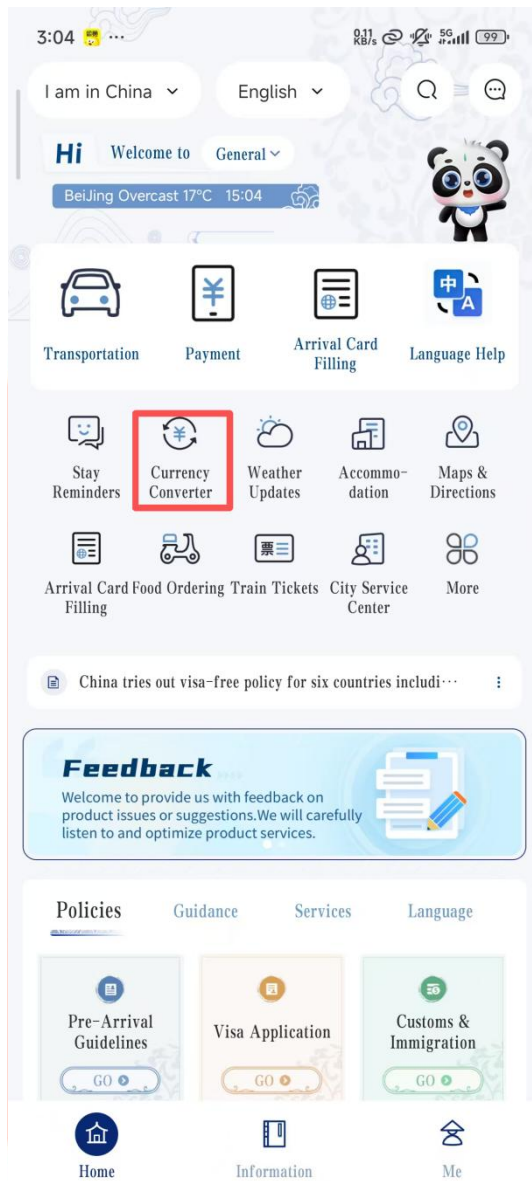 3:04 ...
0.11 KB/s 5G 99
I am in China
English
Hi Welcome to General
BeiJing Overcast 17°C 15:04
¥
中 A
Transportation
Payment
Arrival Card
Filling
Language Help
¥
Stay
Reminders
Currency
Converter
Weather
Updates
Accommo-
dation
Maps &
Directions
票
Arrival Card
Filling
Food Ordering
Train Tickets
City Service
Center
More
China tries out visa-free policy for six countries includi···
Feedback
Welcome to provide us with feedback on
product issues or suggestions.We will carefully
listen to and optimize product services.
Policies
Guidance
Services
Language
Pre-Arrival
Guidelines
GO
Visa Application
GO
Customs &
Immigration
GO
Home
Information
Me